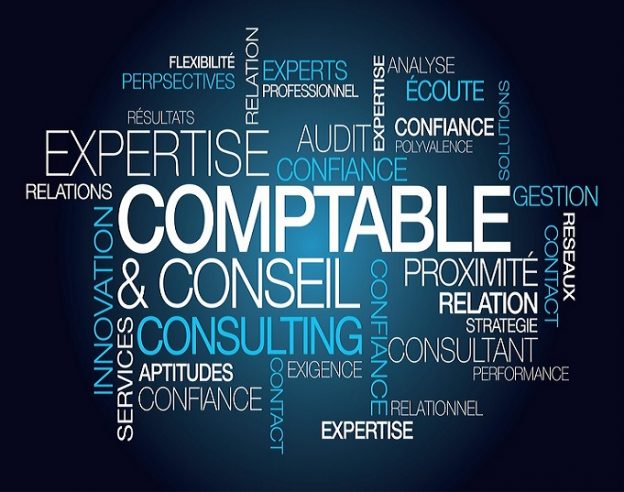 FLEXIBILITÉ
PERPSECTIVES
RELATION
EXPERTS
PROFESSIONNEL
EXPERTISE
ANALYSE
ÉCOUTE
RÉSULTATS
AUDIT
CONFIANCE
POLYVALENCE
SOLUTIONS
EXPERTISE
CONFIANCE
RELATIONS
COMPTABLE
GESTION
& CONSEIL
INNOVATION
PROXIMITÉ
CONTACT
RESEAUX
RELATION
STRATEGIE
CONSULTING
CONFIANCE
CONSULTANT
SERVICES
APTITUDES
CONTACT
EXIGENCE
PERFORMANCE
CONFIANCE
RELATIONNEL
EXPERTISE